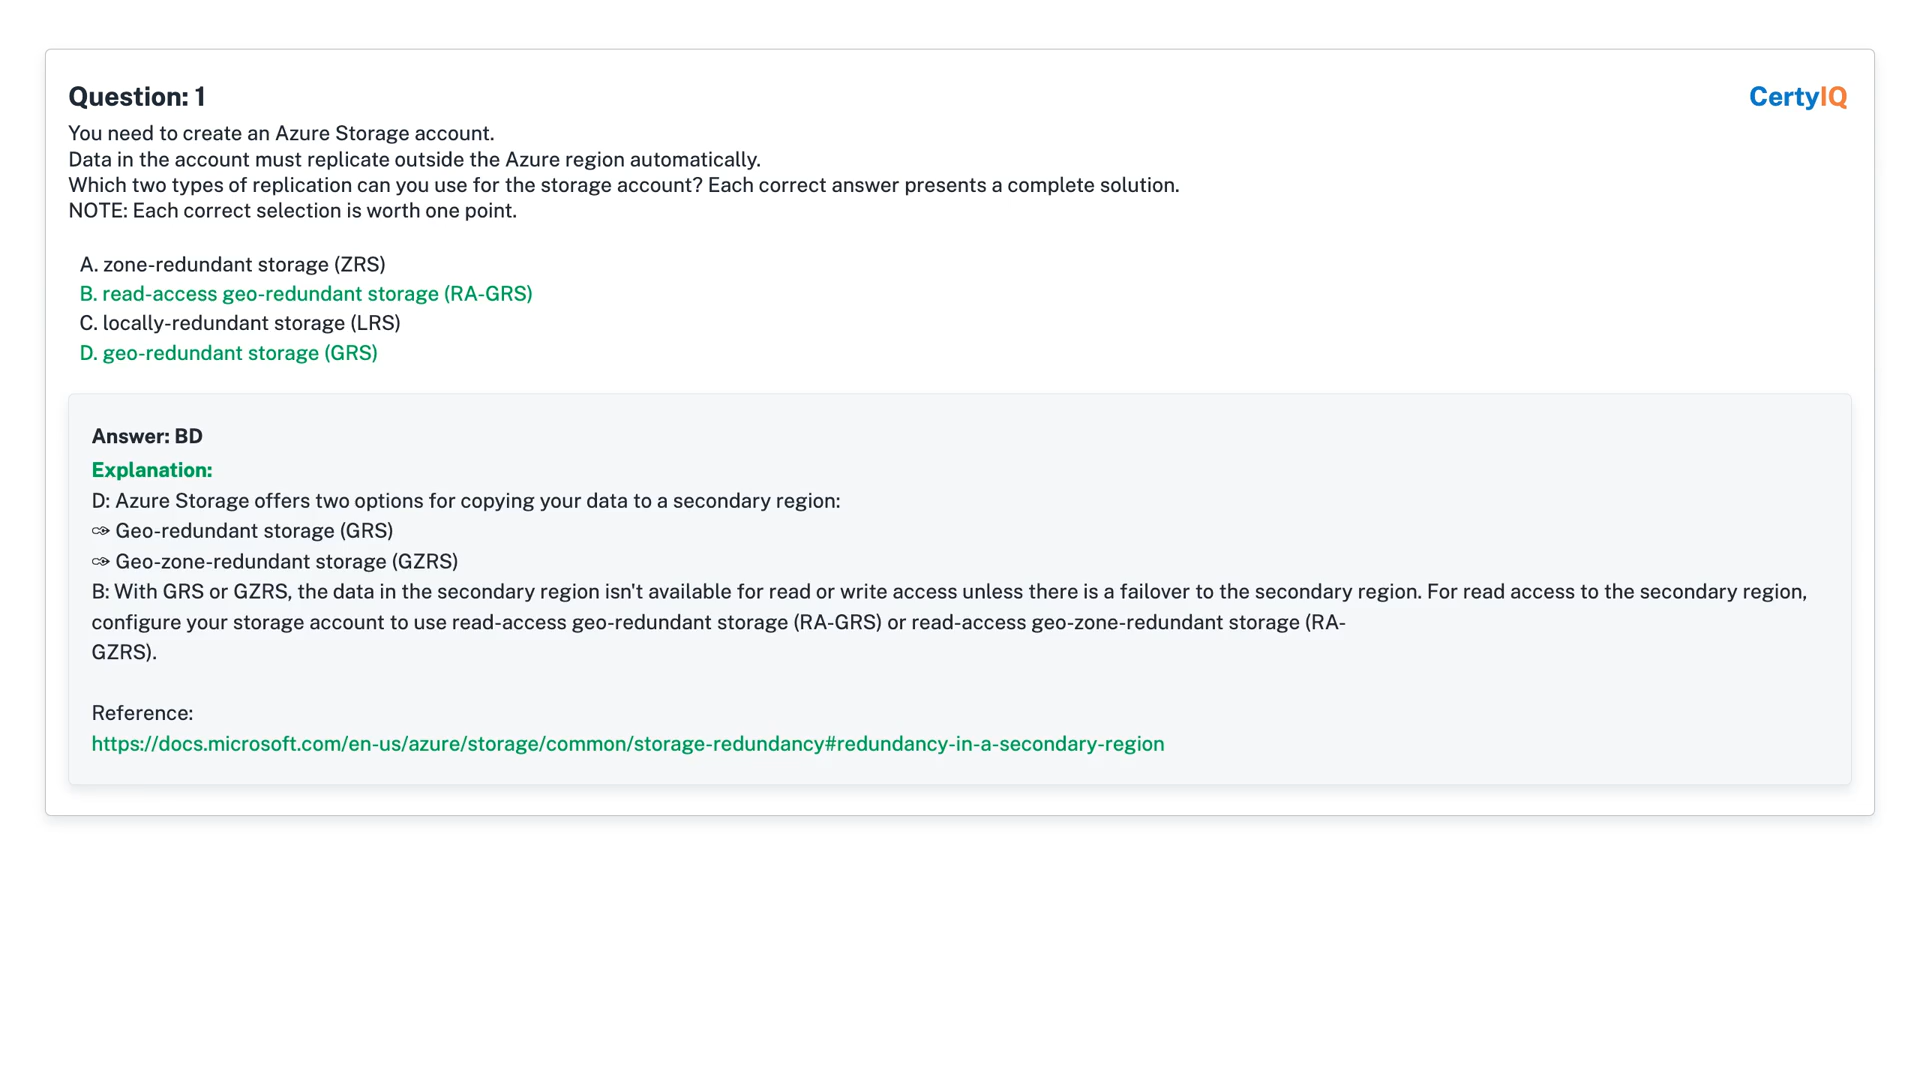 Question: 1
CertyIQ
You need to create an Azure Storage account.
Data in the account must replicate outside the Azure region automatically.
Which two types of replication can you use for the storage account? Each correct answer presents a complete solution.
NOTE: Each correct selection is worth one point.
A. zone-redundant storage (ZRS)
B. read-access geo-redundant storage (RA-GRS)
C. locally-redundant storage (LRS)
D. geo-redundant storage (GRS)
Answer: BD
Explanation:
D: Azure Storage offers two options for copying your data to a secondary region:
✑ Geo-redundant storage (GRS)
✑ Geo-zone-redundant storage (GZRS)
B: With GRS or GZRS, the data in the secondary region isn't available for read or write access unless there is a failover to the secondary region. For read access to the secondary region,
configure your storage account to use read-access geo-redundant storage (RA-GRS) or read-access geo-zone-redundant storage (RA-
GZRS).
Reference:
https://docs.microsoft.com/en-us/azure/storage/common/storage-redundancy#redundancy-in-a-secondary-region